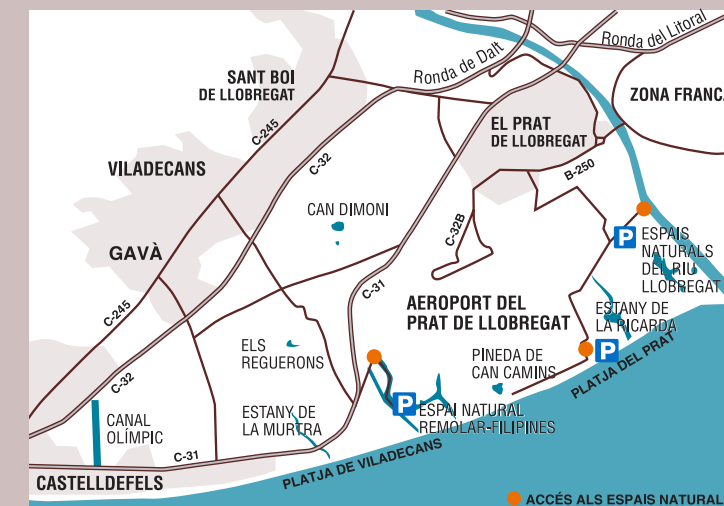 Ronda de Dalt
Ronda del Litoral
SANT BOI
DE LLOBREGAT
ZONA FRANCA
EL PRAT
DE LLOBREGAT
C-245
C-32
B-250
VILADECANS
CAN DIMONI
C-32B
P
ESPAIS
NATURALS
DEL RIU
LLOBREGAT
GAVÀ
C-31
AEROPORT DEL
PRAT DE LLOBREGAT
ESTANY DE
LA RICARDA
C-245
ELS
REGUERONS
PINEDA DE
CAN CAMINS
P
PLATJA DEL PRAT
C-32
CANAL
OLÍMPIC
ESTANY DE
LA MURTRA
P
ESPAI NATURAL
REMOLAR-FILIPINES
C-31
PLATJA DE VILADECANS
CASTELLDEFELS
ACCÉS ALS ESPAIS NATURAL